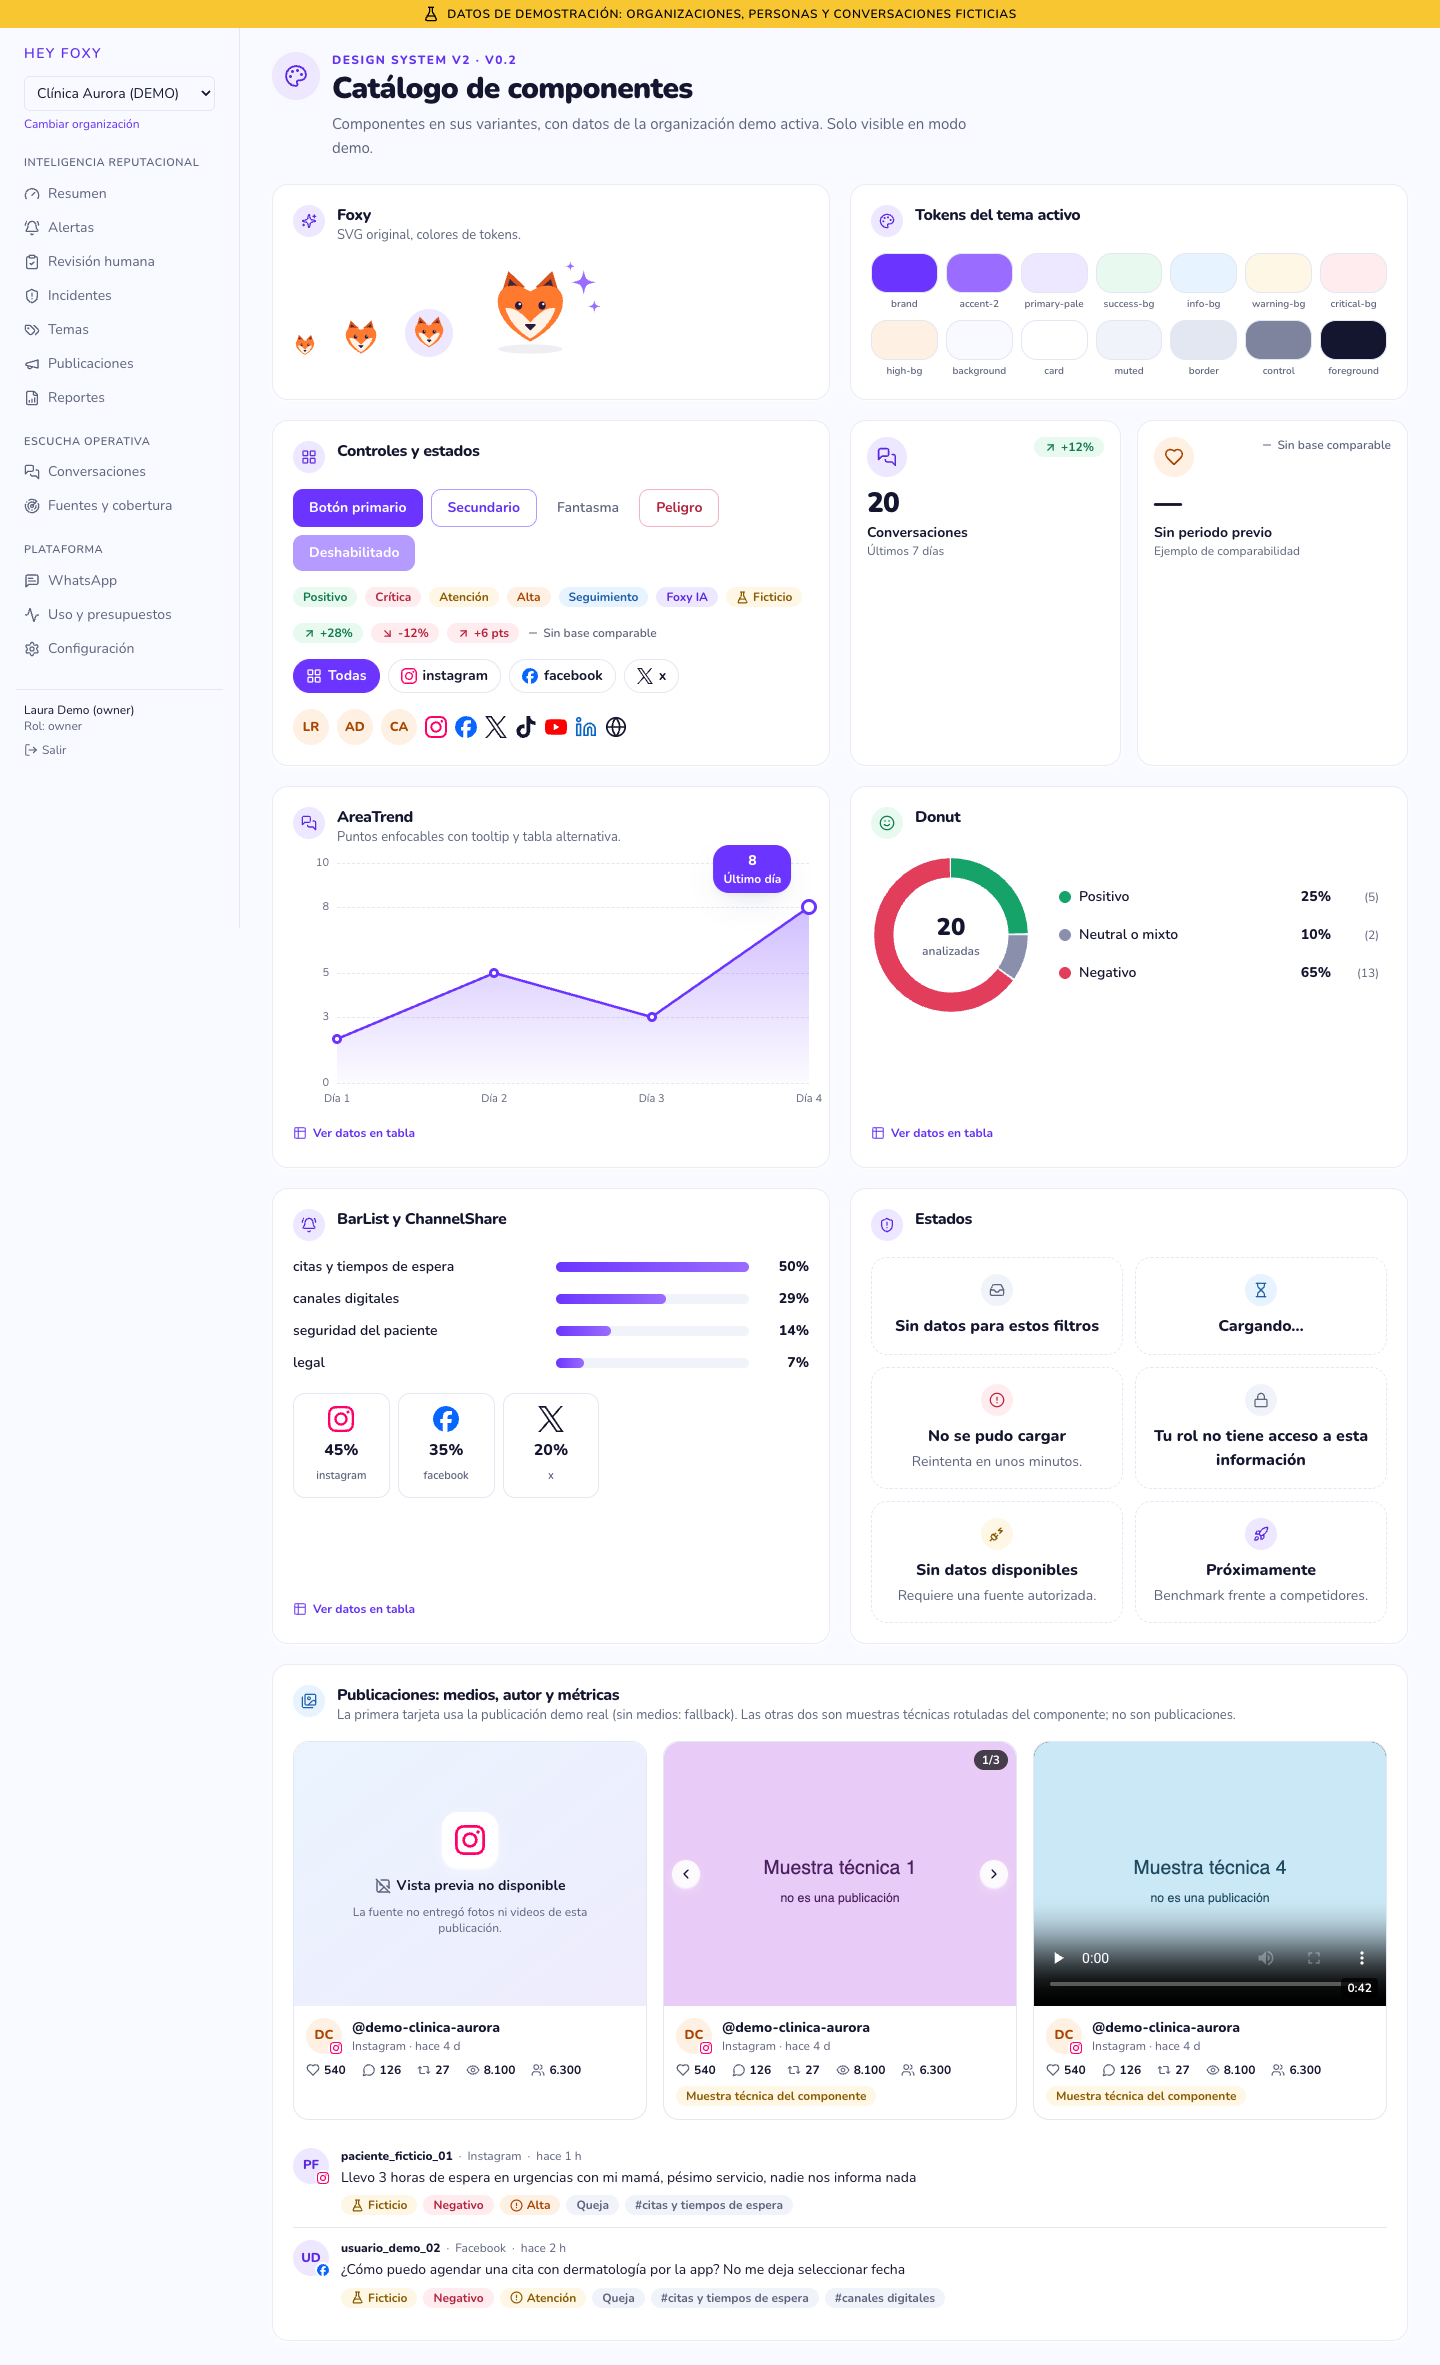 DATOS DE DEMOSTRACIÓN: ORGANIZACIONES, PERSONAS Y CONVERSACIONES FICTICIAS
HEY FOXY
Clínica Aurora (DEMO)
Cambiar organización
INTELIGENCIA REPUTACIONAL
Resumen
Alertas
Revisión humana
Incidentes
Temas
Publicaciones
Reportes
ESCUCHA OPERATIVA
Conversaciones
Fuentes y cobertura
PLATAFORMA
WhatsApp
Uso y presupuestos
Configuración
Laura Demo (owner)
Rol: owner
Salir
DESIGN SYSTEM V2 · V0.2
Catálogo de componentes
Componentes en sus variantes, con datos de la organización demo activa. Solo visible en modo
demo.
Foxy
SVG original, colores de tokens.
Tokens del tema activo
brand accent-2 primary-pale success-bg info-bg warning-bg critical-bg
high-bg background card muted border control foreground
Controles y estados
Botón primario Secundario Fantasma Peligro
Deshabilitado
Positivo Crítica Atención Alta Seguimiento Foxy IA Ficticio
+28% -12% +6 pts — Sin base comparable
Todas instagram facebook x
LR AD CA
+12%
20
Conversaciones
Últimos 7 días
— Sin base comparable
—
Sin periodo previo
Ejemplo de comparabilidad
AreaTrend
Puntos enfocables con tooltip y tabla alternativa.
8
Último día
10
8
5
3
0
Día 1 Día 2 Día 3 Día 4
Ver datos en tabla
Donut
20
analizadas
Positivo 25% (5)
Neutral o mixto 10% (2)
Negativo 65% (13)
Ver datos en tabla
BarList y ChannelShare
citas y tiempos de espera 50%
canales digitales 29%
seguridad del paciente 14%
legal 7%
45% 35% 20%
instagram facebook x
Ver datos en tabla
Estados
Sin datos para estos filtros
Cargando…
No se pudo cargar
Reintenta en unos minutos.
Tu rol no tiene acceso a esta
información
Sin datos disponibles
Requiere una fuente autorizada.
Próximamente
Benchmark frente a competidores.
Publicaciones: medios, autor y métricas
La primera tarjeta usa la publicación demo real (sin medios: fallback). Las otras dos son muestras técnicas rotuladas del componente; no son publicaciones.
Vista previa no disponible
La fuente no entregó fotos ni videos de esta
publicación.
DC @demo-clinica-aurora
Instagram · hace 4 d
540 126 27 8.100 6.300
1/3
Muestra técnica 1
no es una publicación
DC @demo-clinica-aurora
Instagram · hace 4 d
540 126 27 8.100 6.300
Muestra técnica del componente
Muestra técnica 4
no es una publicación
0:00
0:42
DC @demo-clinica-aurora
Instagram · hace 4 d
540 126 27 8.100 6.300
Muestra técnica del componente
PF paciente_ficticio_01 · Instagram · hace 1 h
Llevo 3 horas de espera en urgencias con mi mamá, pésimo servicio, nadie nos informa nada
Ficticio Negativo Alta Queja #citas y tiempos de espera
UD usuario_demo_02 · Facebook · hace 2 h
¿Cómo puedo agendar una cita con dermatología por la app? No me deja seleccionar fecha
Ficticio Negativo Atención Queja #citas y tiempos de espera #canales digitales